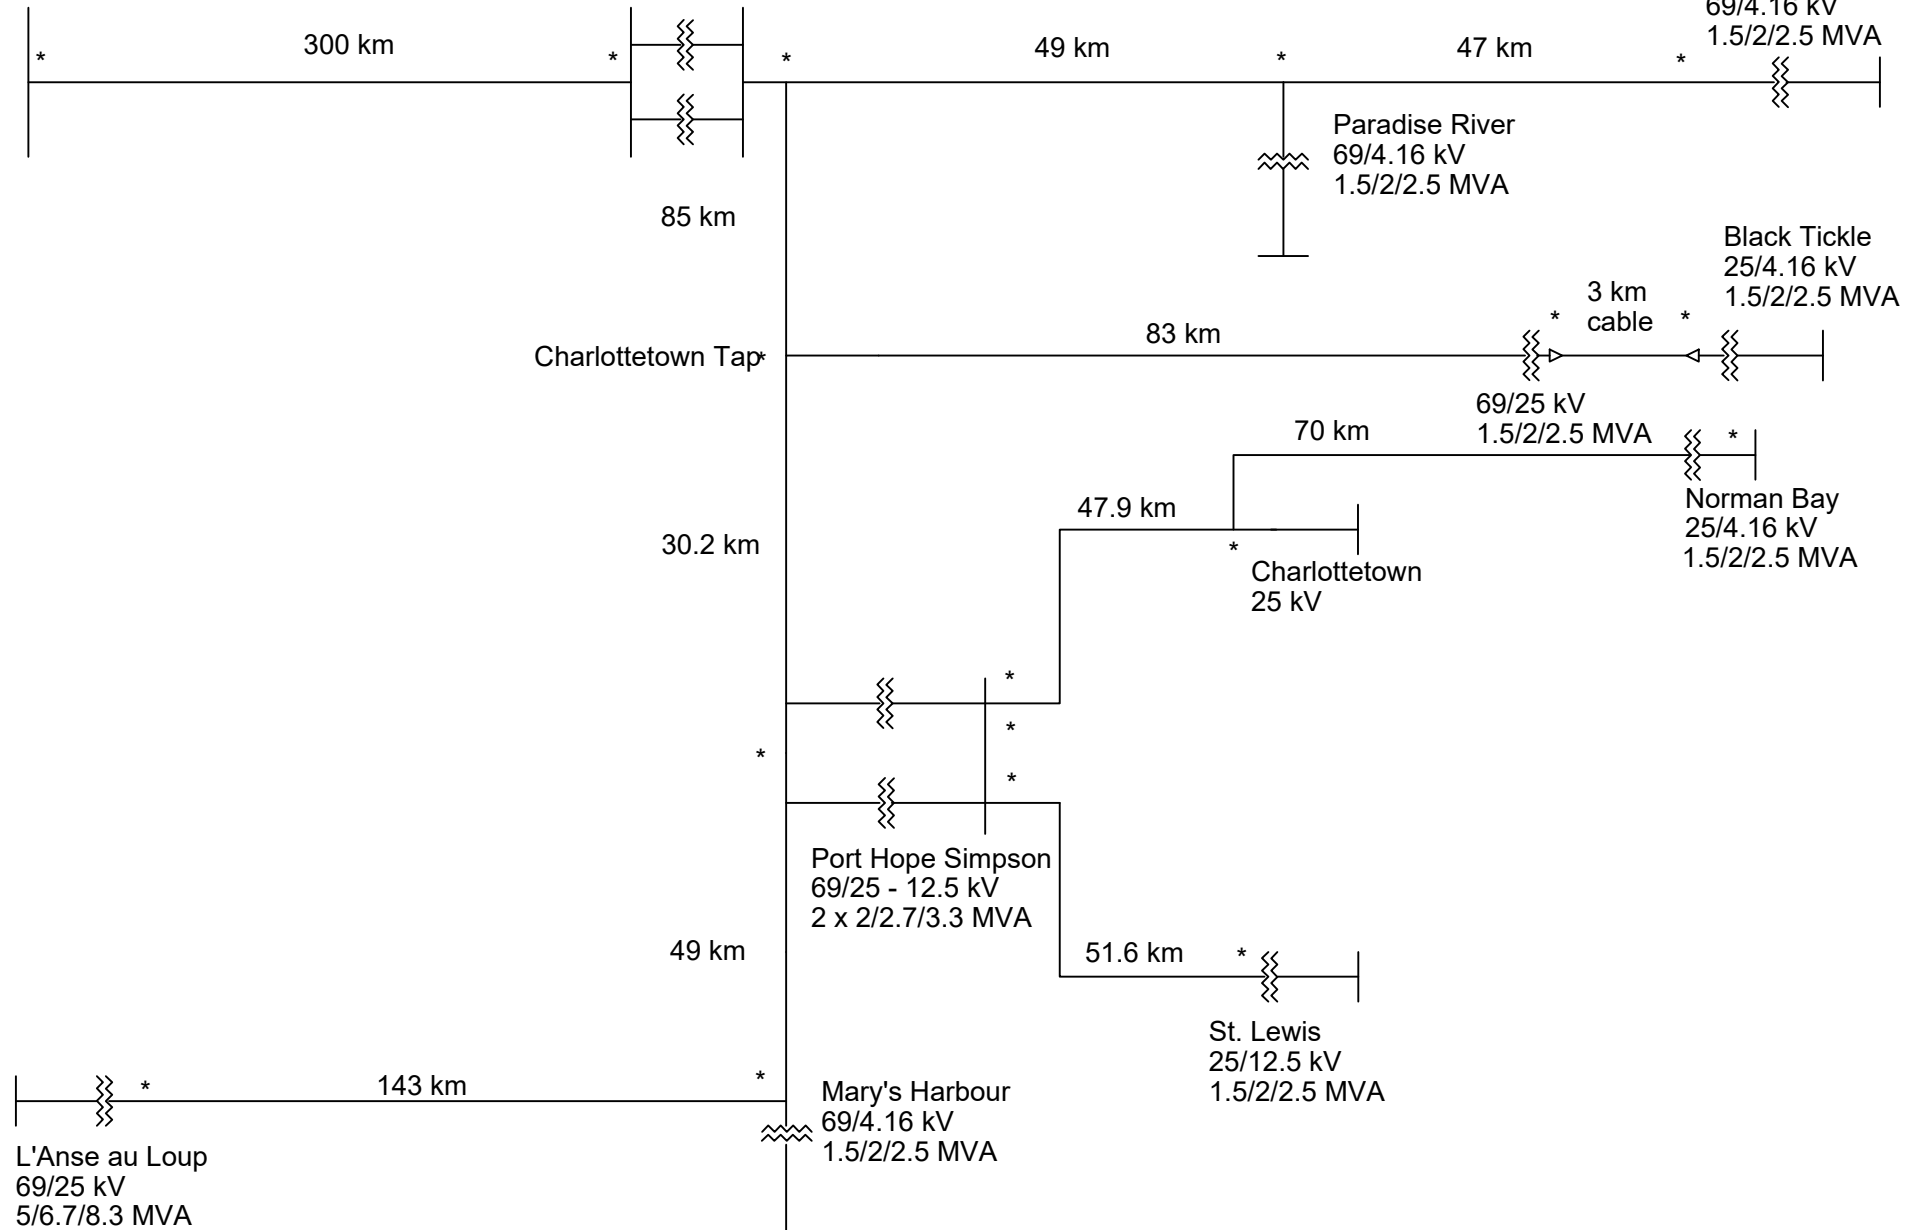 69/4.16 kV
1.5/2/2.5 MVA
*
300 km
*
*
49 km
*
47 km
*
Paradise River
69/4.16 kV
1.5/2/2.5 MVA
85 km
Black Tickle
25/4.16 kV
1.5/2/2.5 MVA
3 km
cable
*
*
83 km
Charlottetown Tap
*
69/25 kV
1.5/2/2.5 MVA
70 km
*
Norman Bay
25/4.16 kV
1.5/2/2.5 MVA
47.9 km
*
Charlottetown
25 kV
30.2 km
*
*
*
*
Port Hope Simpson
69/25 - 12.5 kV
2 x 2/2.7/3.3 MVA
49 km
51.6 km
*
St. Lewis
25/12.5 kV
1.5/2/2.5 MVA
*
143 km
*
Mary's Harbour
69/4.16 kV
1.5/2/2.5 MVA
L'Anse au Loup
69/25 kV
5/6.7/8.3 MVA